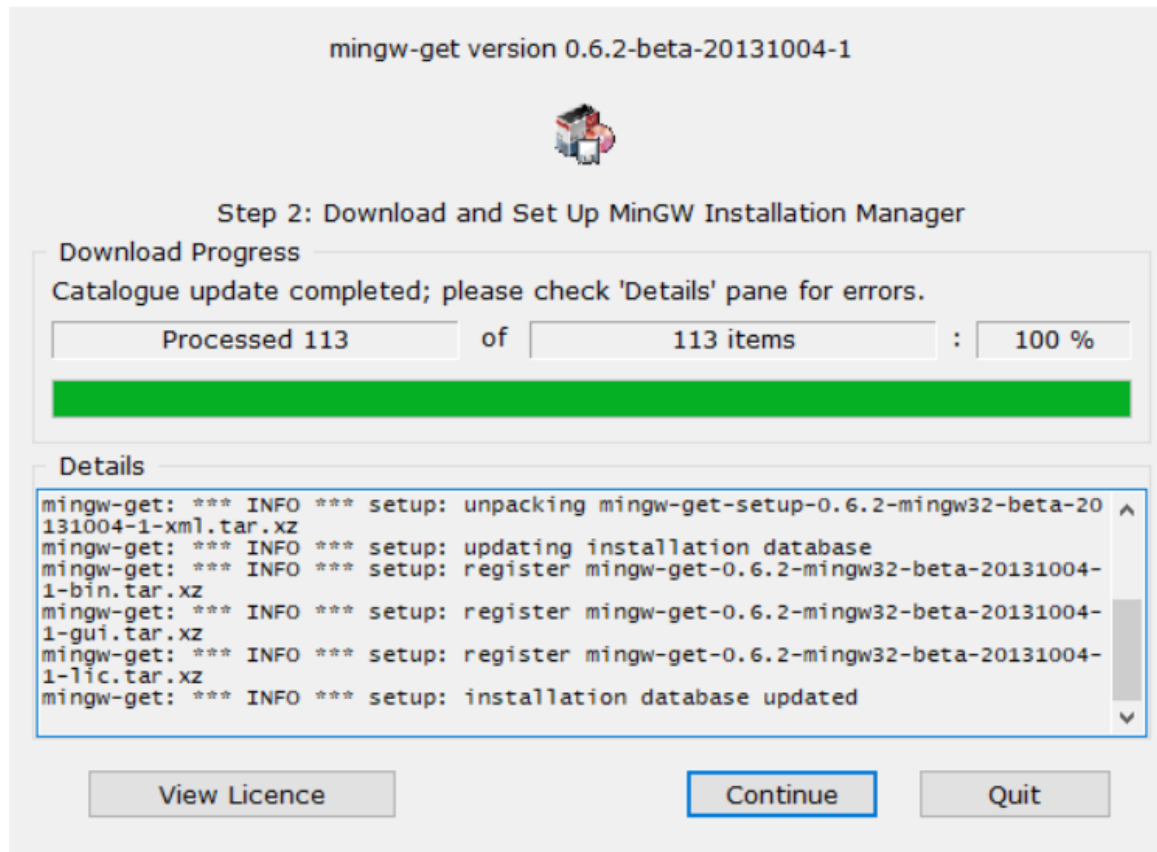 mingw-get version 0.6.2-beta-20131004-1
Step 2: Download and Set Up MinGW Installation Manager
Download Progress
Catalogue update completed; please check 'Details' pane for errors.
Processed 113 of 113 items : 100 %
Details
mingw-get: *** INFO *** setup: unpacking mingw-get-setup-0.6.2-mingw32-beta-20
131004-1-xml.tar.xz
mingw-get: *** INFO *** setup: updating installation database
mingw-get: *** INFO *** setup: register mingw-get-0.6.2-mingw32-beta-20131004-
1-bin.tar.xz
mingw-get: *** INFO *** setup: register mingw-get-0.6.2-mingw32-beta-20131004-
1-gui.tar.xz
mingw-get: *** INFO *** setup: register mingw-get-0.6.2-mingw32-beta-20131004-
1-lic.tar.xz
mingw-get: *** INFO *** setup: installation database updated
View Licence Continue Quit